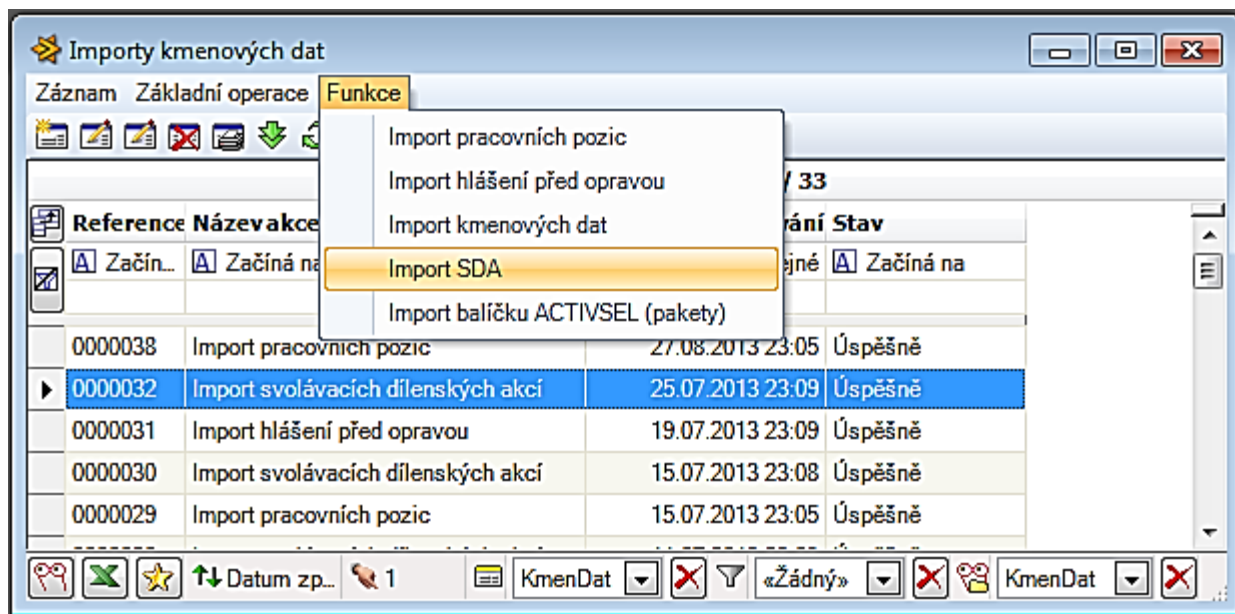 Importy kmenových dat
Záznam Základní operace Funkce
Import pracovních pozic
Import hlášení před opravou
Import kmenových dat
Import SDA
Import balíčku ACTIVSEL (pakety)
/ 33
Reference Název akce ování Stav
Začín... Začíná na ejné Začíná na
0000038 Import pracovních pozic 27.08.2013 23:05 Úspěšně
0000032 Import svolávacích dílenských akcí 25.07.2013 23:09 Úspěšně
0000031 Import hlášení před opravou 19.07.2013 23:09 Úspěšně
0000030 Import svolávacích dílenských akcí 15.07.2013 23:08 Úspěšně
0000029 Import pracovních pozic 15.07.2013 23:05 Úspěšně
Datum zp... 1 KmenDat «Žádný» KmenDat